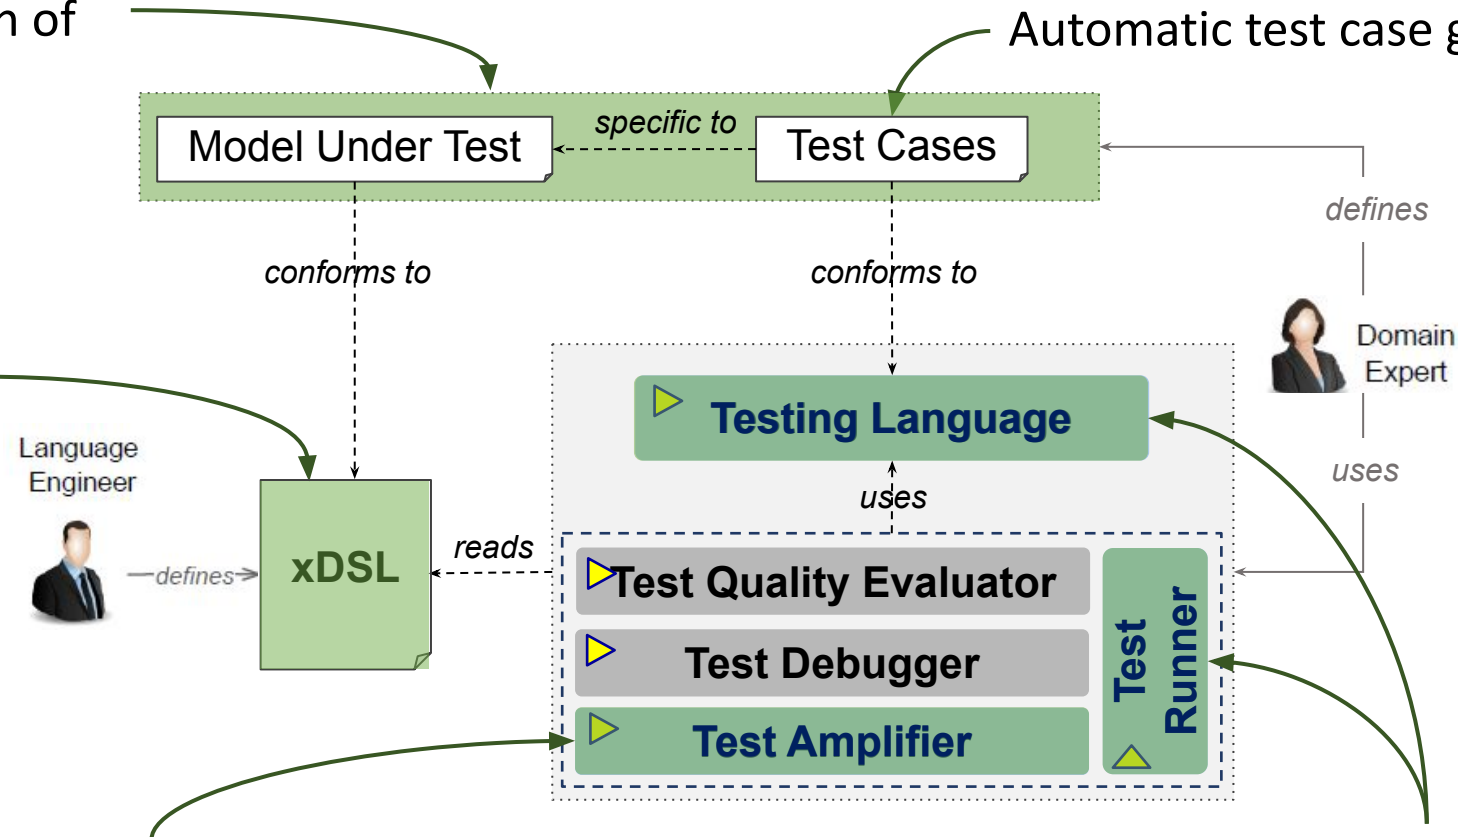 of
Automatic test case
Model Under Test
specific to
Test Cases
defines
conforms to
conforms to
Domain
Expert
Testing Language
Language
Engineer
uses
uses
xDSL
reads
defines
Test Quality Evaluator
Test Debugger
Test Amplifier
Test
Runner